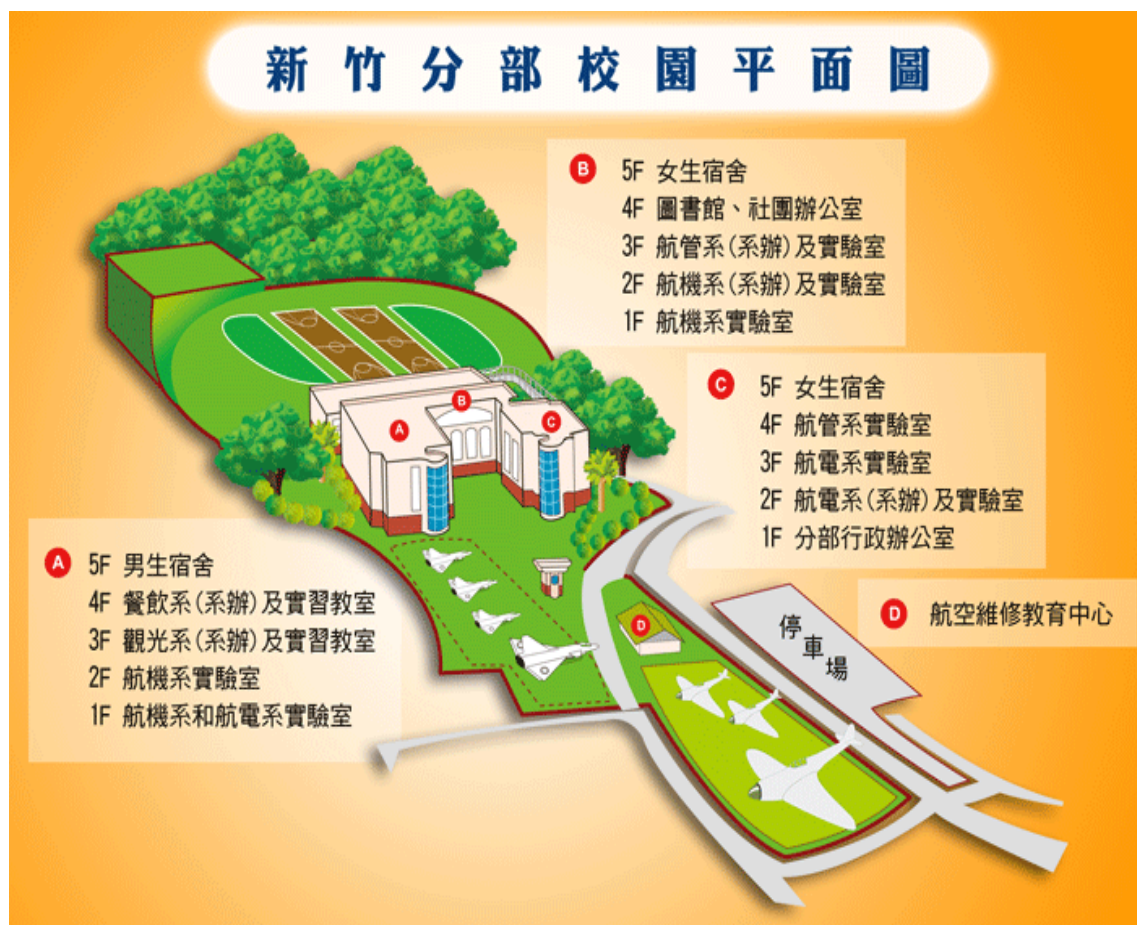 新竹分部校園平面圖
B
5F 女生宿舍
4F 圖書館、社團辦公室
3F 航管系(系辦)及實驗室
2F 航機系(系辦)及實驗室
1F 航機系實驗室
C
5F 女生宿舍
4F 航管系實驗室
3F 航電系實驗室
2F 航電系(系辦)及實驗室
1F 分部行政辦公室
B
A
C
A
5F 男生宿舍
4F 餐飲系(系辦)及實習教室
3F 觀光系(系辦)及實習教室
2F 航機系實驗室
1F 航機系和航電系實驗室
D
停車場
D 航空維修教育中心